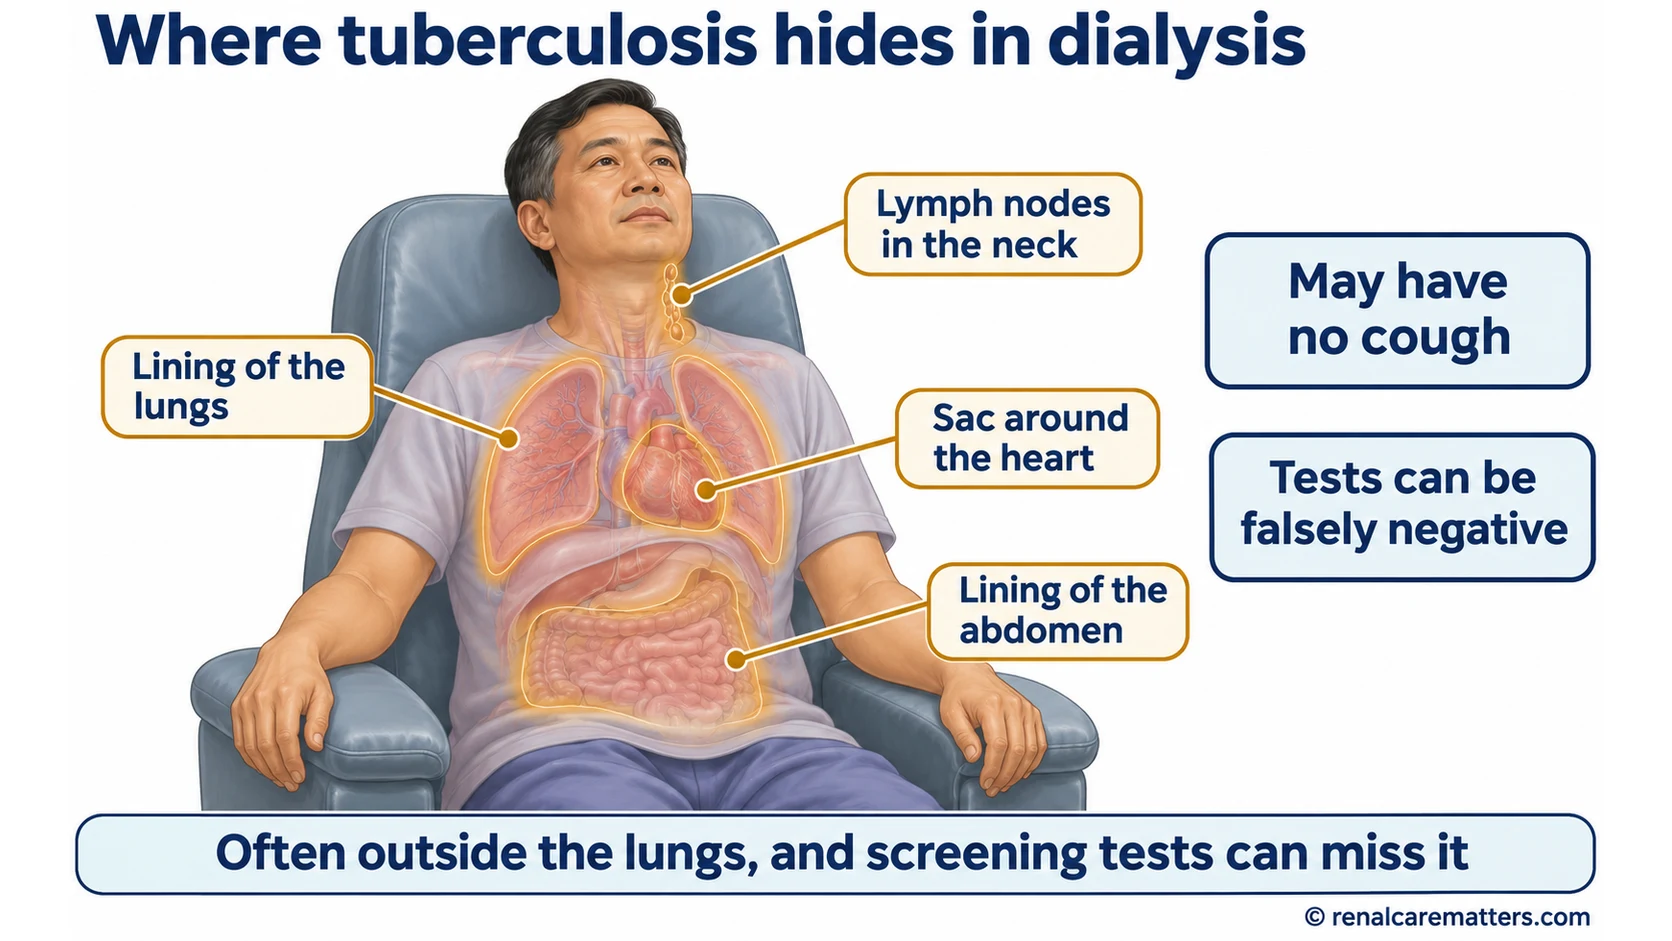 Where tuberculosis hides in dialysis
Lymph nodes
in the neck
May have
no cough
Lining of the
lungs
Sac around
the heart
Tests can be
falsely negative
Lining of the
abdomen
Often outside the lungs, and screening tests can miss it
© renalcarematters.com